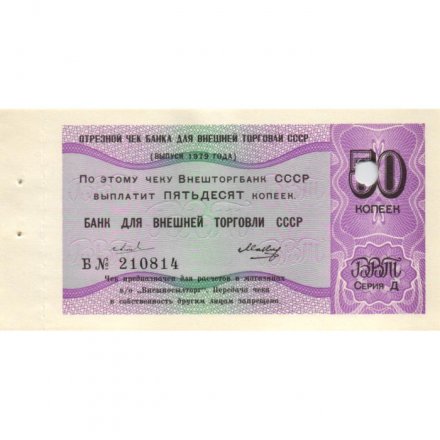 ОТРЕЗНОЙ ЧЕК БАНКА ДЛЯ ВНЕШНЕЙ ТОРГОВЛИ СССР
(ВЫПУСК 1979 ГОДА)
По этому чеку Внешторгбанк СССР
выплатит ПЯТЬДЕСЯТ копеек.
БАНК ДЛЯ ВНЕШНЕЙ ТОРГОВЛИ СССР
Б № 210814
Чек предназначен для расчетов в магазинах
в/о „Внешпосылторг". Передача чека
в собственность другим лицам запрещена.
50
КОПЕЕК
ВВТ
СЕРИЯ Д